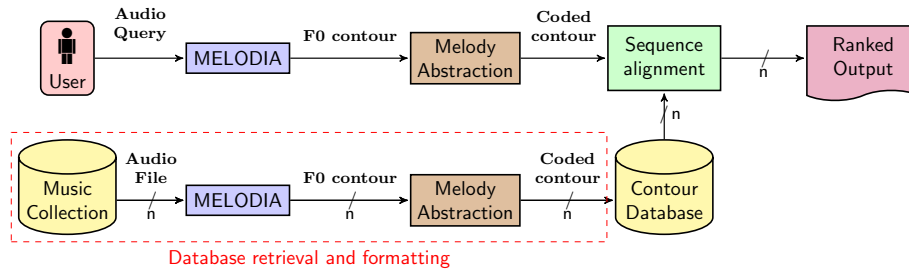 Audio
Query
F0 contour
Coded
contour
User
MELODIA
Melody
Abstraction
Sequence
alignment
n
Ranked
Output
n
Music
Collection
Audio
File
n
MELODIA
F0 contour
n
Melody
Abstraction
Coded
contour
n
Contour
Database
Database retrieval and formatting